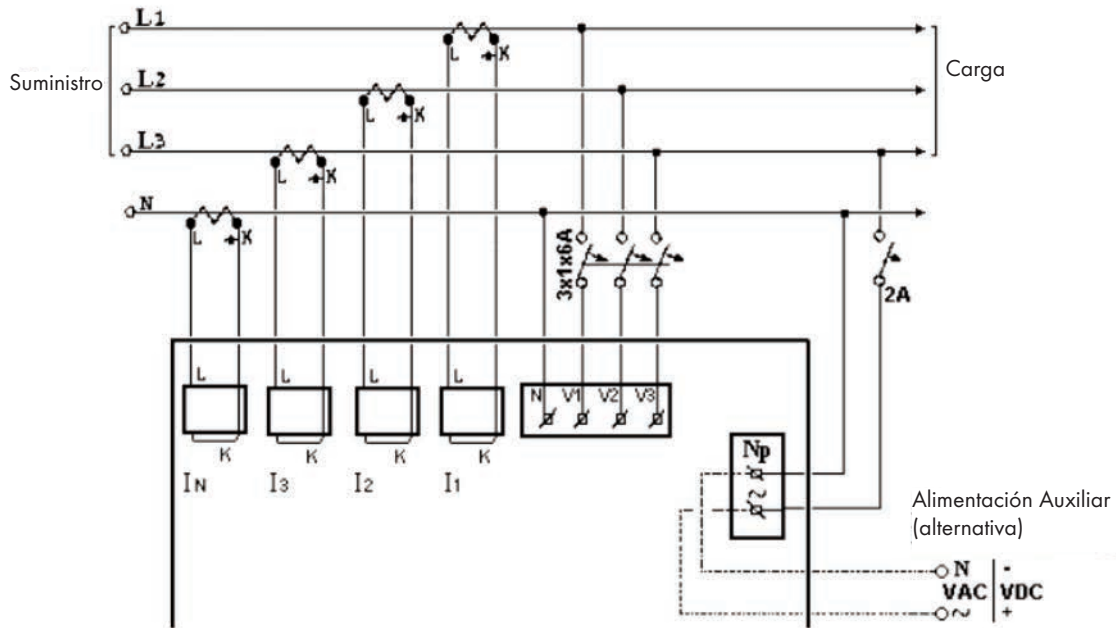 L1
L K
Suministro
L2
L K
Carga
L3
L K
N
L K
3x1x6A
2A
L L L L
N V1 V2 V3
K K K K
IN I3 I2 I1
Np
~
Alimentación Auxiliar
(alternativa)
N -
VAC VDC
~ +